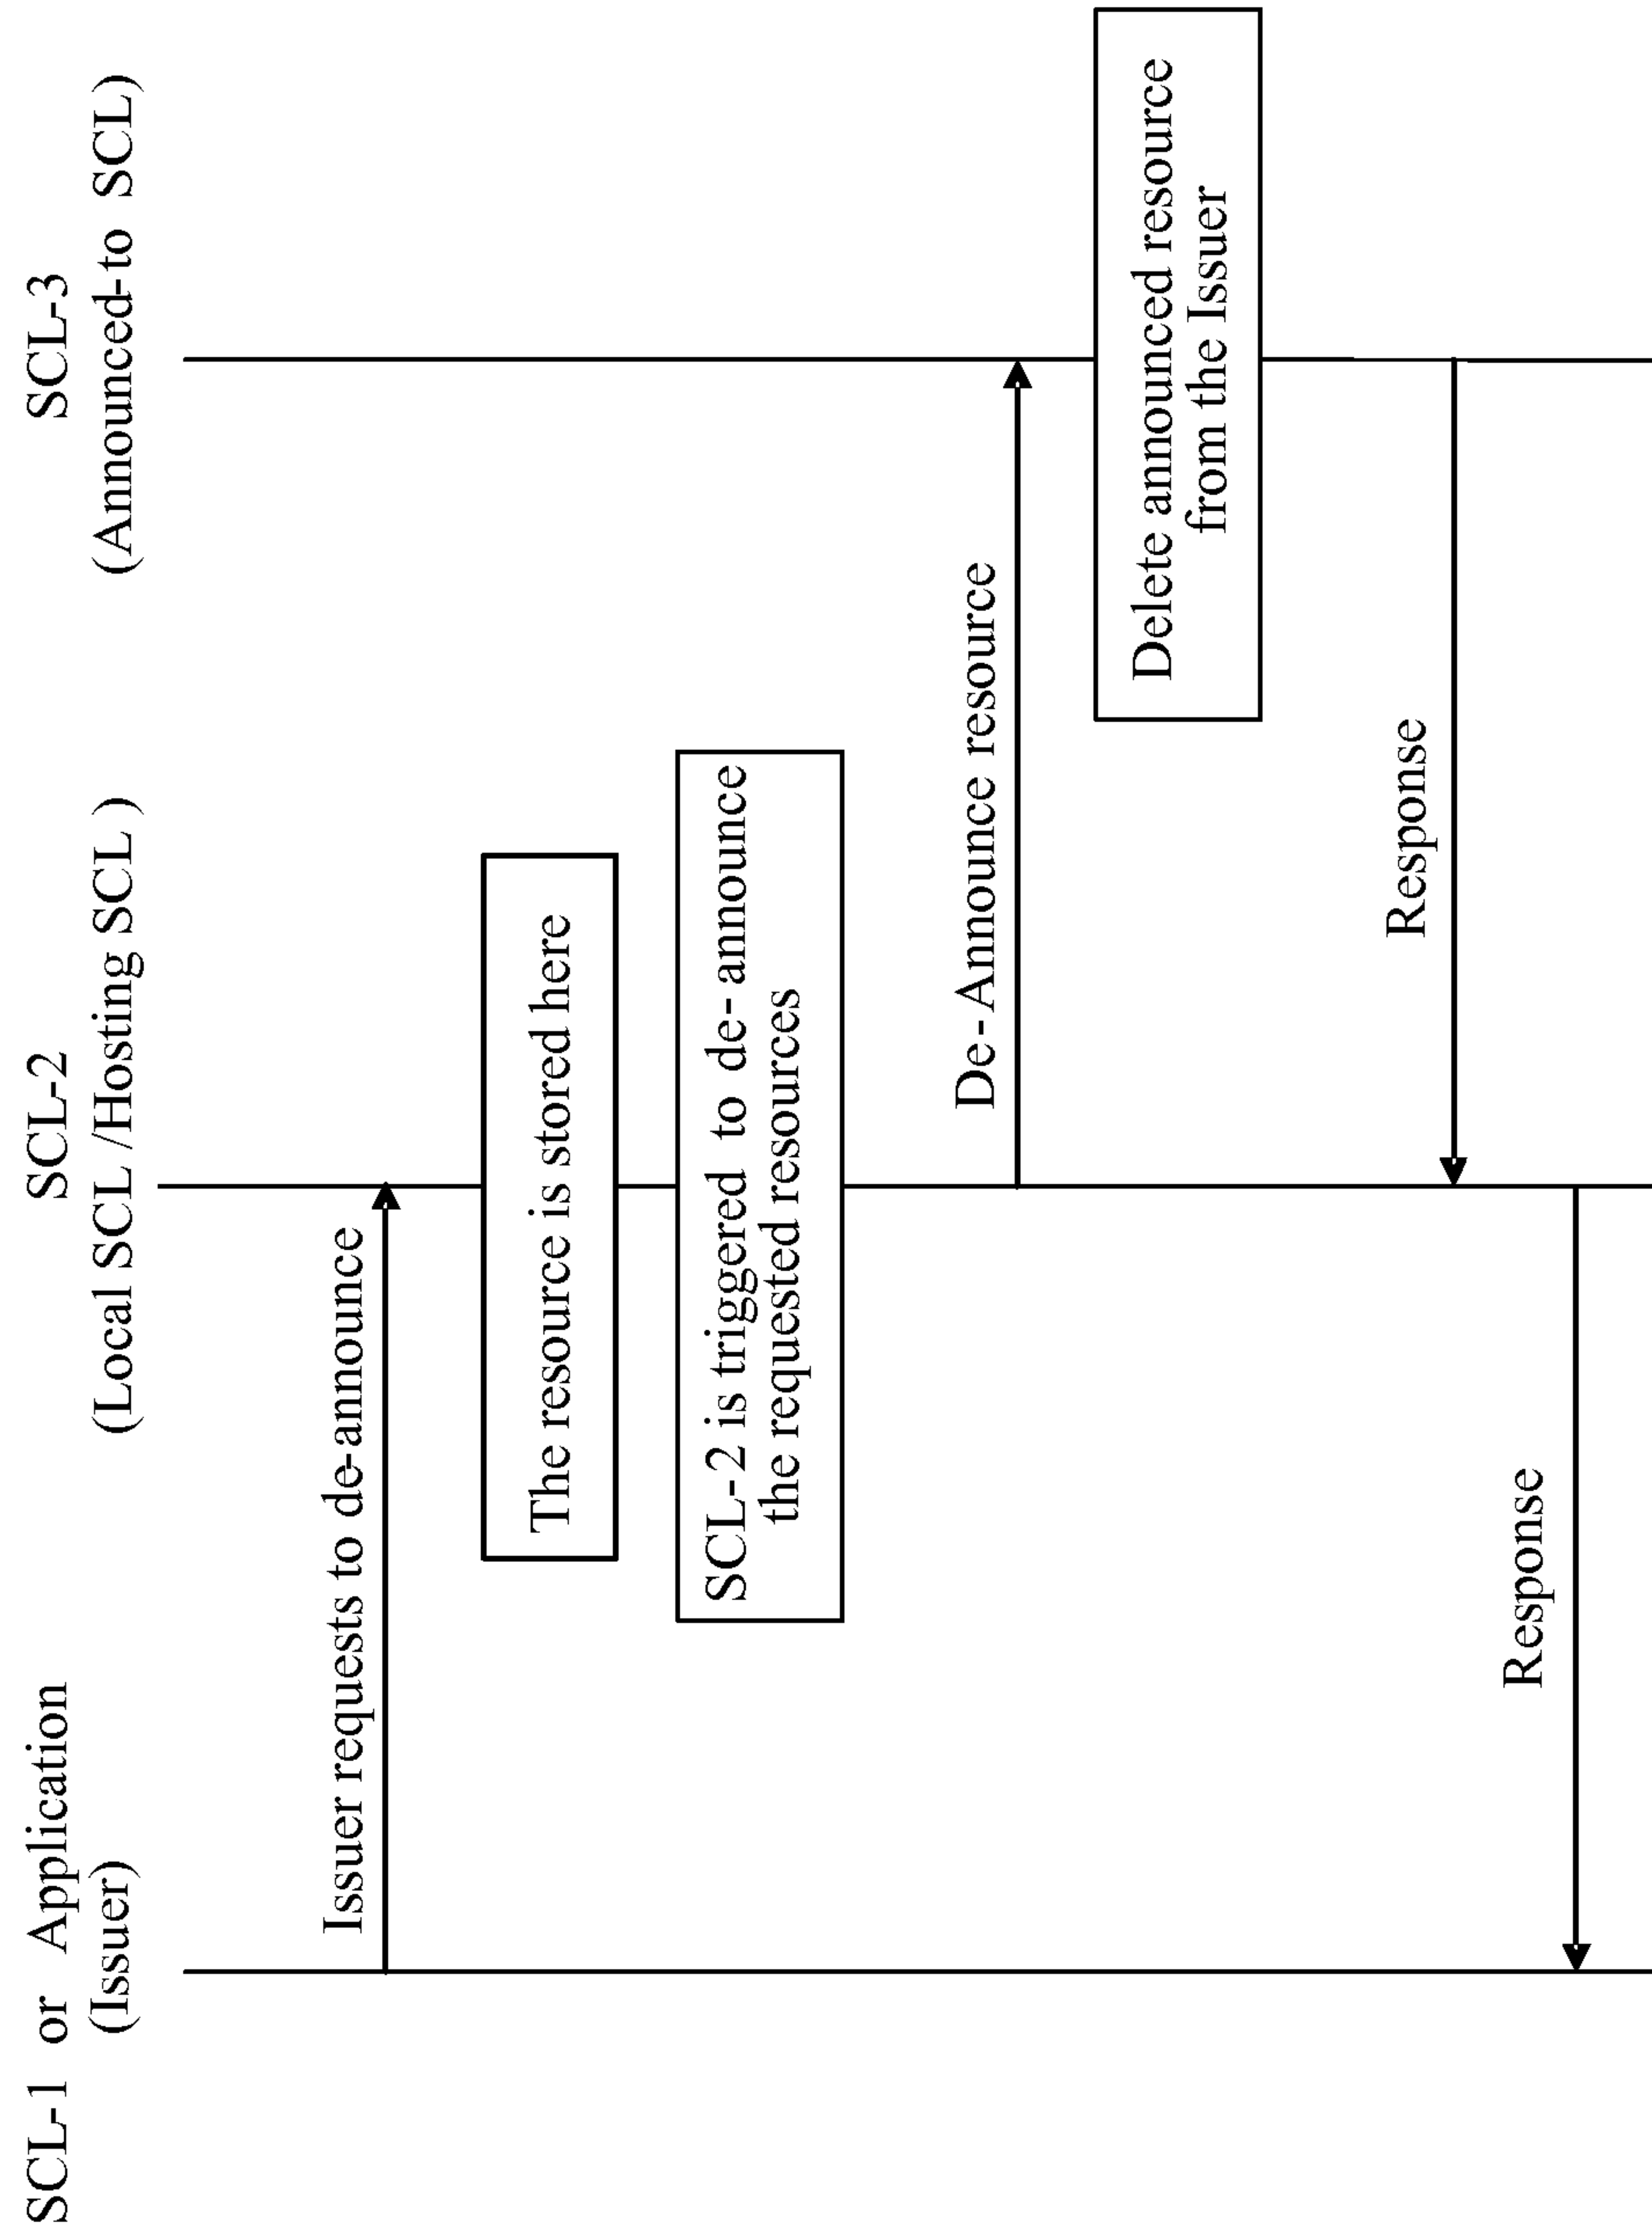 SCL-1 or Application
(Issuer)
SCL-2
(Local SCL /Hosting SCL )
SCL-3
(Announced-to SCL)
Issuer requests to de-announce
The resource is stored here
SCL-2 is triggered to de- announce
the requested resources
De-Announce resource
Delete announced resource
from the Issuer
Response
Response